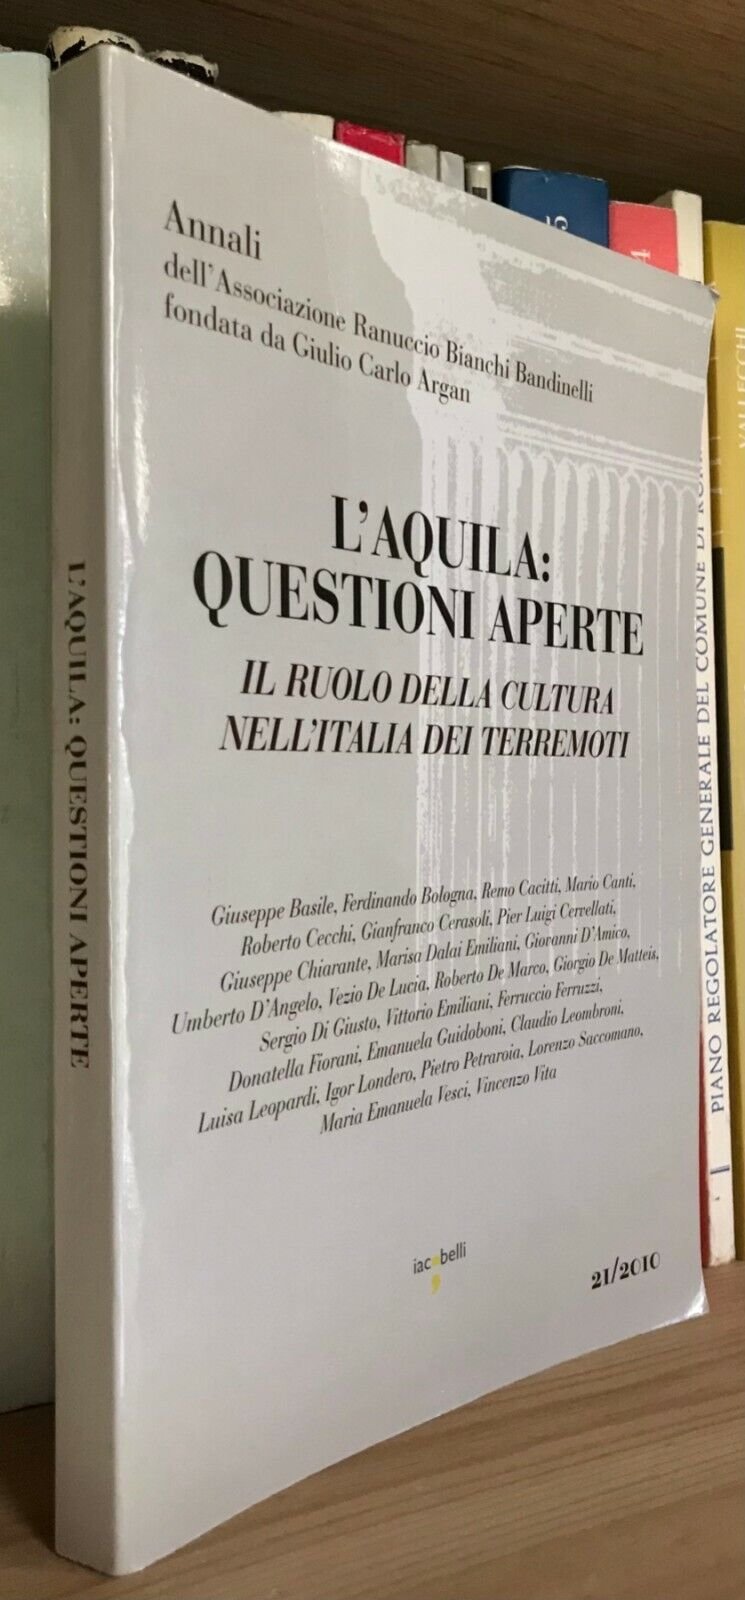 Annali
dell'Associazione Ranuccio Bianchi Bandinelli
fondata da Giulio Carlo Argan
L'AQUILA:
QUESTIONI APERTE
IL RUOLO DELLA CULTURA
NELL'ITALIA DEI TERREMOTI
Giuseppe Basile, Ferdinando Bologna, Remo Cacitti, Mario Canti,
Roberto Cecchi, Gianfranco Cerasoli, Pier Luigi Cervellati,
Giuseppe Chiarante, Marisa Dalai Emiliani, Giovanni D'Amico,
Umberto D'Angelo, Vezio De Lucia, Roberto De Marco, Giorgio De Matteis,
Sergio Di Giusto, Vittorio Emiliani, Ferruccio Ferruzzi,
Donatella Fiorani, Emanuela Guidoboni, Claudio Leombroni,
Luisa Leopardi, Igor Londero, Pietro Petraroia, Lorenzo Saccomano,
Maria Emanuela Vesci, Vincenzo Vita
iacobelli
21/2010
L'AQUILA: QUESTIONI APERTE
PIANO REGOLATORE GENERALE DEL COMUNE DI
VALLECCHI
5
4